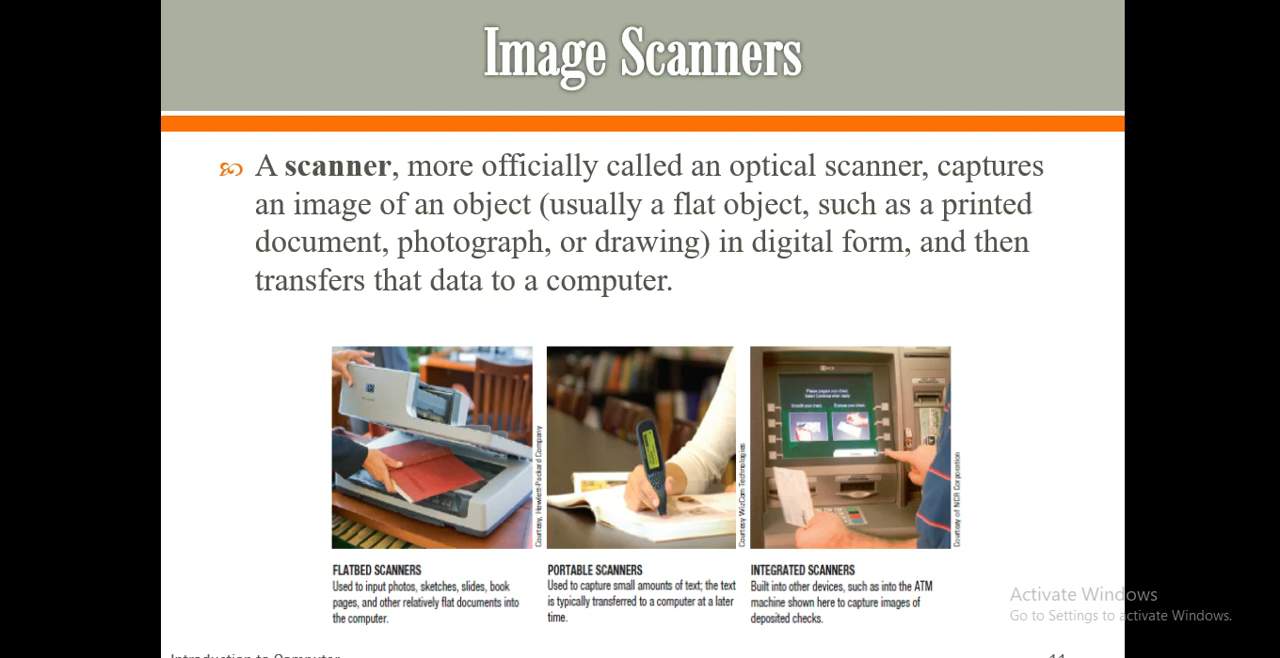 Image Scanners
A scanner, more officially called an optical scanner, captures
an image of an object (usually a flat object, such as a printed
document, photograph, or drawing) in digital form, and then
transfers that data to a computer.
Courtesy, Hewlett-Packard Company
Courtesy WizCom Technologies
Courtesy of NCR Corporation
FLATBED SCANNERS
Used to input photos, sketches, slides, book
pages, and other relatively flat documents into
the computer.
PORTABLE SCANNERS
Used to capture small amounts of text; the text
is typically transferred to a computer at a later
time.
INTEGRATED SCANNERS
Built into other devices, such as into the ATM
machine shown here to capture images of
deposited checks.
Activate Windows
Go to Settings to activate Windows.
Introduction to Computer
11